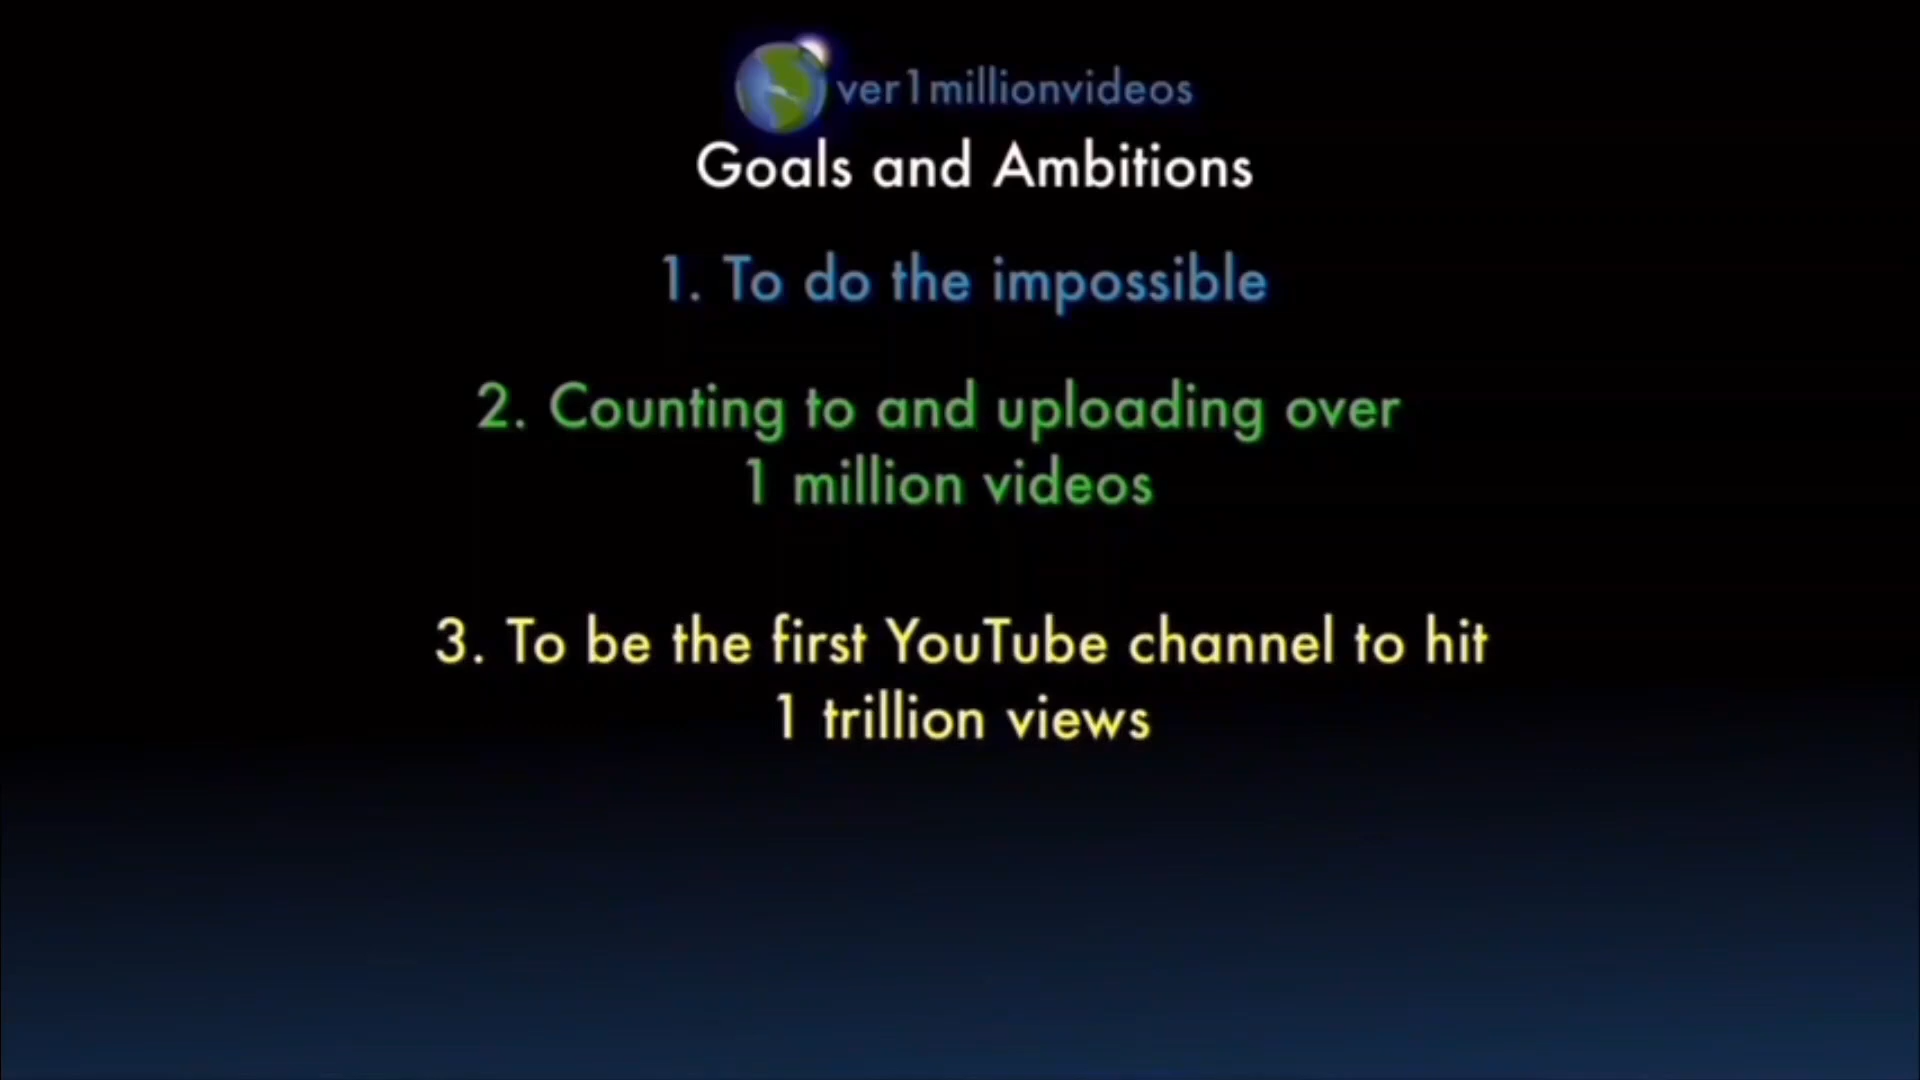 ver1millionvideos
Goals and Ambitions
1. To do the impossible
2. Counting to and uploading over
1 million videos
3. To be the first YouTube channel to hit
1 trillion views